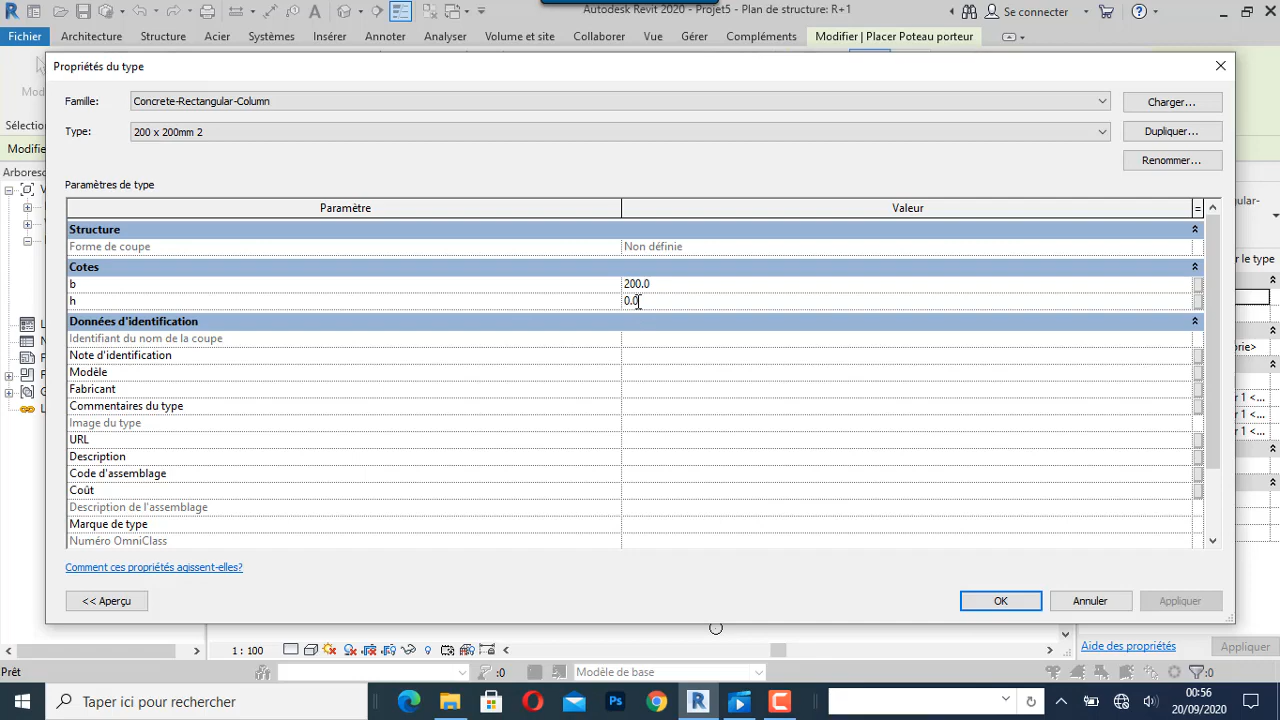 Autodesk Revit 2020 - Projet5 - Plan de structure: R+1
Se connecter
Fichier Architecture Structure Acier Systèmes Insérer Annoter Analyser Volume et site Collaborer Vue Gérer Compléments Modifier | Placer Poteau porteur
Propriétés du type
Famille: Concrete-Rectangular-Column Charger...
Type: 200 x 200mm 2 Dupliquer...
Renommer...
Paramètres de type
Paramètre Valeur =
Structure
Forme de coupe Non définie
Cotes
b 200.0
h 0.0
Données d'identification
Identifiant du nom de la coupe
Note d'identification
Modèle
Fabricant
Commentaires du type
Image du type
URL
Description
Code d'assemblage
Coût
Description de l'assemblage
Marque de type
Numéro OmniClass
Comment ces propriétés agissent-elles?
<< Aperçu OK Annuler Appliquer
1 : 100
Aide des propriétés Appliquer
Prêt :0 Modèle de base :0
Taper ici pour rechercher
00:56
20/09/2020